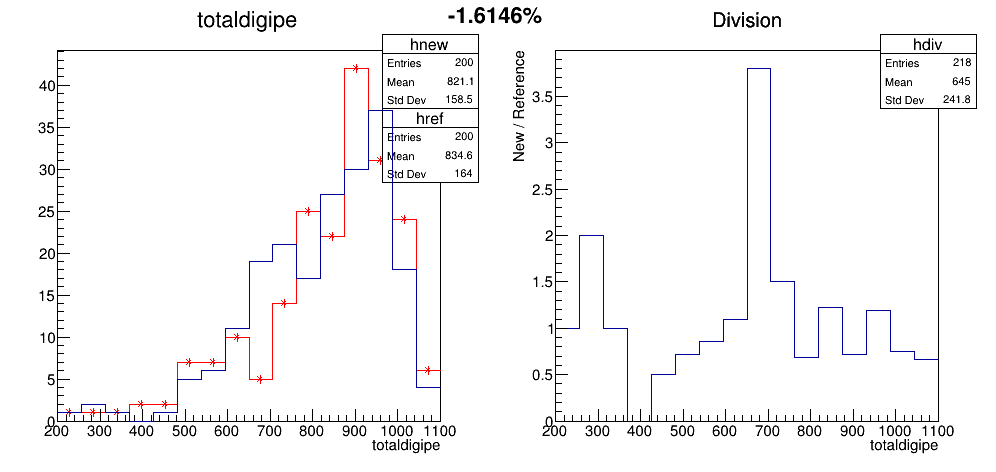 -1.6146%
totaldigipe
hnew
Entries 200
Mean 821.1
Std Dev 158.5
href
Entries 200
Mean 834.6
Std Dev 164
40
35
30
25
20
15
10
5
0
200 300 400 500 600 700 800 900 1000 1100
totaldigipe
Division
hdiv
Entries 218
Mean 645
Std Dev 241.8
New / Reference
3.5
3
2.5
2
1.5
1
0.5
0
200 300 400 500 600 700 800 900 1000 1100
totaldigipe